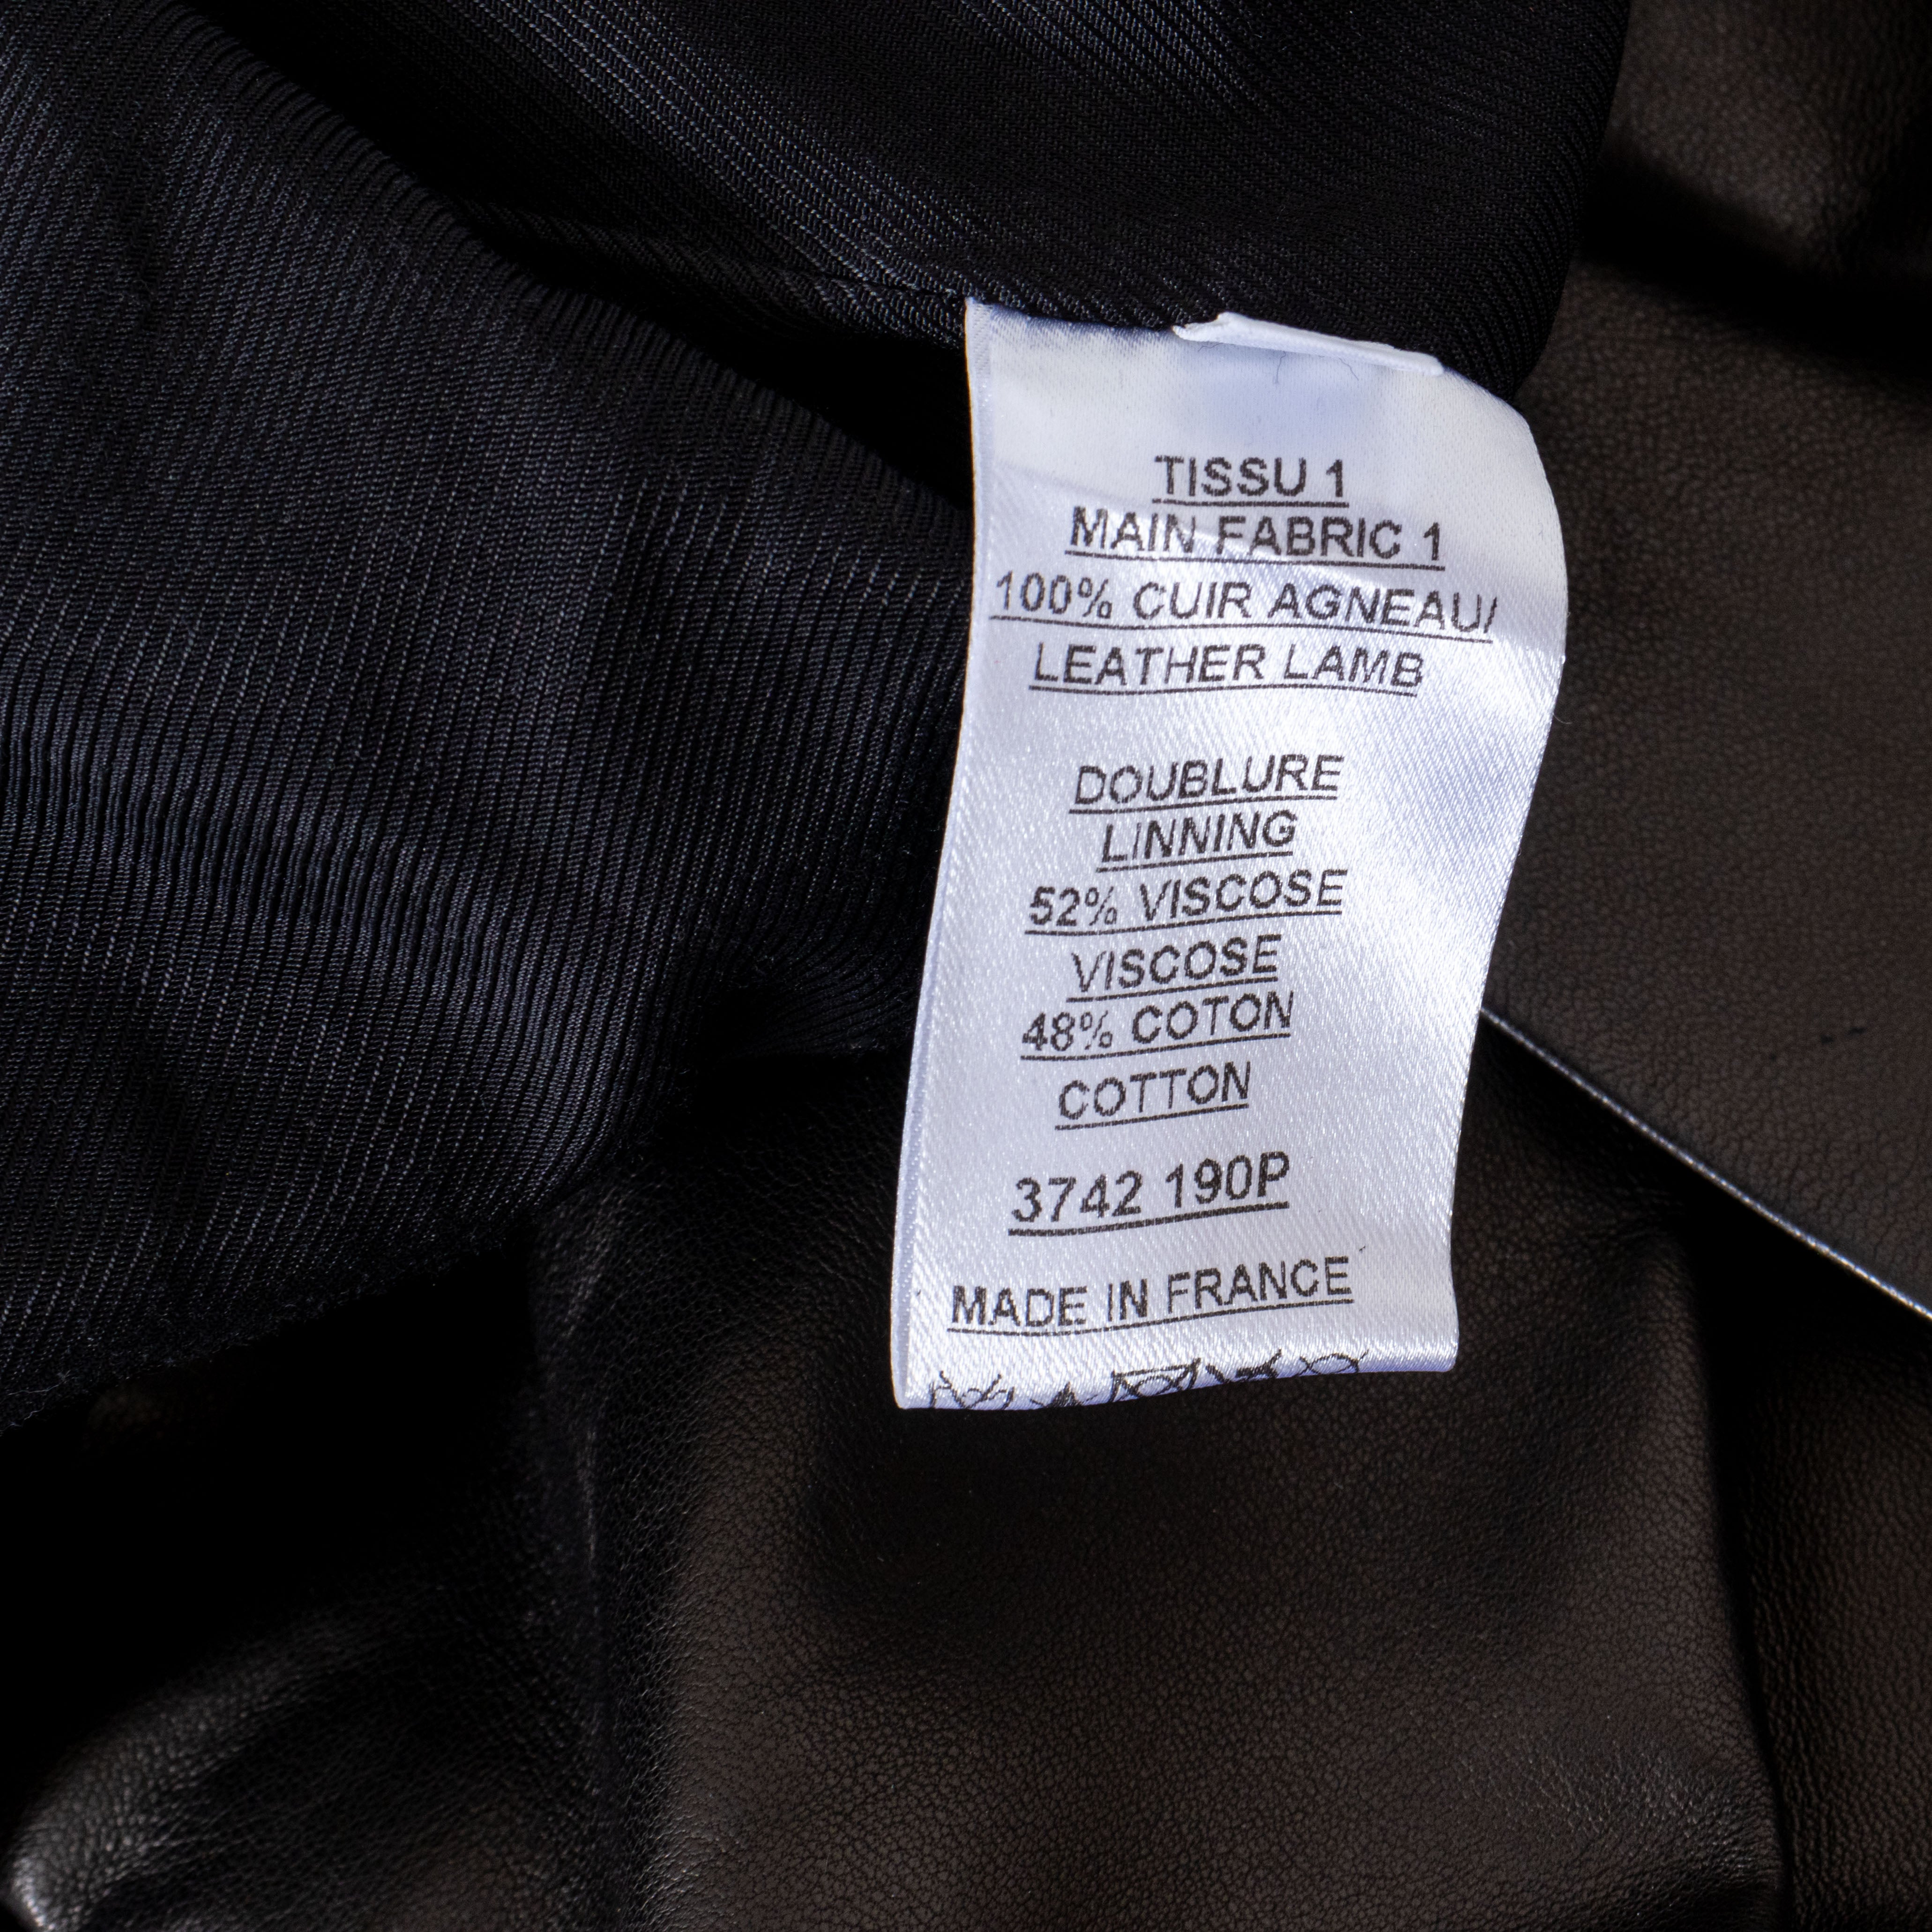 TISSU 1
MAIN FABRIC 1
100% CUIR AGNEAU/
LEATHER LAMB
DOUBLURE
LINNING
52% VISCOSE
VISCOSE
48% COTON
COTTON
3742 190P
MADE IN FRANCE